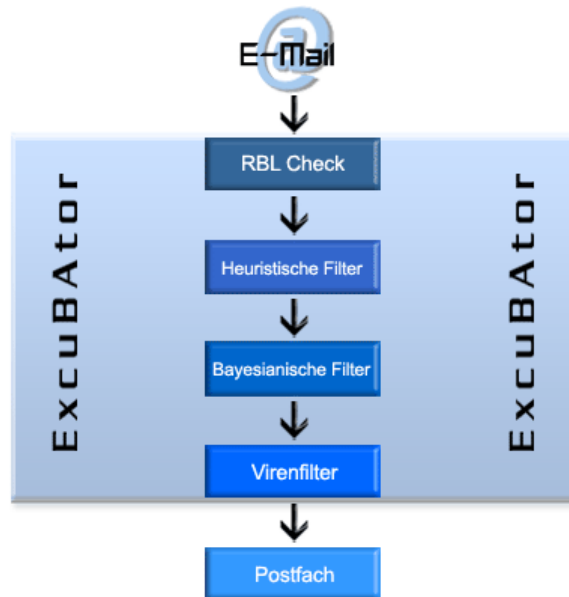 E-Mail
RBL Check
ExcuBAtor
ExcuBAtor
Heuristische Filter
Bayesianische Filter
Virenfilter
Postfach